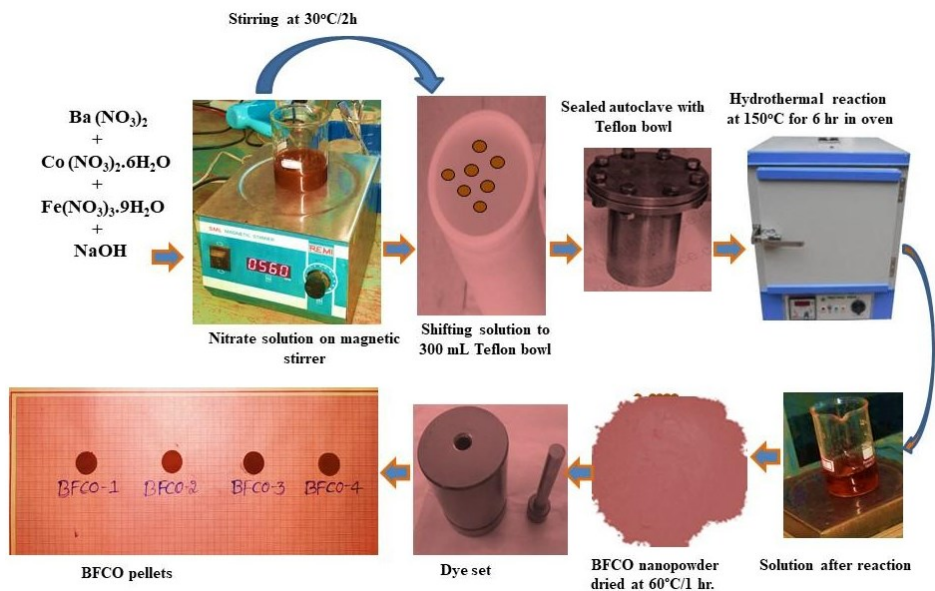 Stirring at 30°C/2h
Ba (NO3)2
+
Co (NO3)2.6H2O
+
Fe(NO3)3.9H2O
+
NaOH
SML MAGNETIC STIRRER
REMI
0560
Nitrate solution on magnetic
stirrer
Shifting solution to
300 mL Teflon bowl
Sealed autoclave with
Teflon bowl
Hydrothermal reaction
at 150°C for 6 hr in oven
BFCO-1
BFCO-2
BFCO-3
BFCO-4
BFCO pellets
Dye set
BFCO nanopowder
dried at 60°C/1 hr.
Solution after reaction